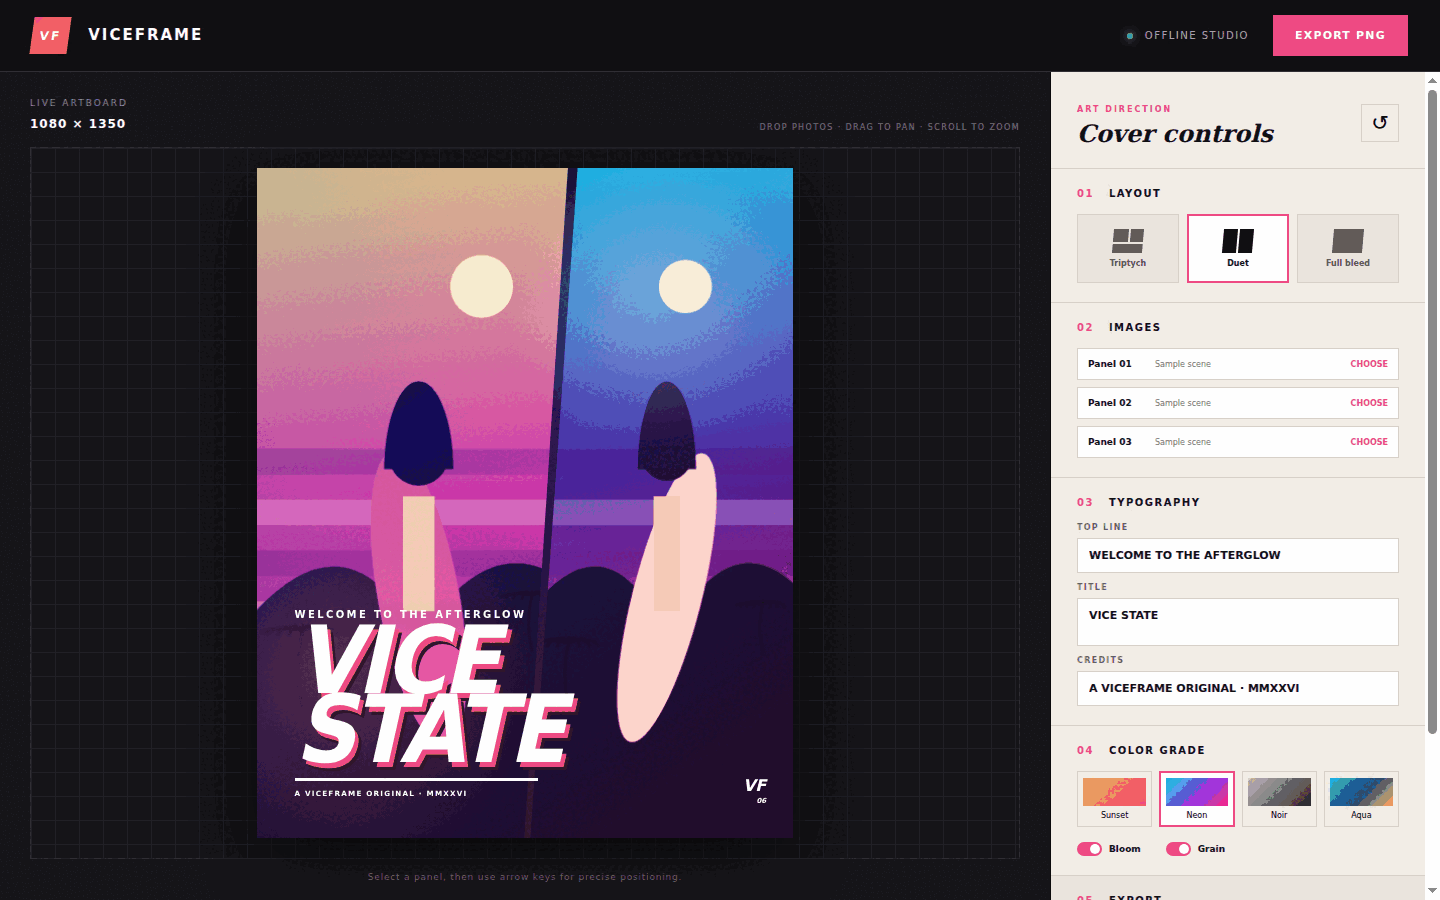 VF VICEFRAME
OFFLINE STUDIO
EXPORT PNG
LIVE ARTBOARD
1080 × 1350
DROP PHOTOS · DRAG TO PAN · SCROLL TO ZOOM
WELCOME TO THE AFTERGLOW
VICE
STATE
A VICEFRAME ORIGINAL · MMXXVI
VF
06
Select a panel, then use arrow keys for precise positioning.
ART DIRECTION
Cover controls
↺
01 LAYOUT
Triptych
Duet
Full bleed
02 IMAGES
Panel 01 Sample scene CHOOSE
Panel 02 Sample scene CHOOSE
Panel 03 Sample scene CHOOSE
03 TYPOGRAPHY
TOP LINE
WELCOME TO THE AFTERGLOW
TITLE
VICE STATE
CREDITS
A VICEFRAME ORIGINAL · MMXXVI
04 COLOR GRADE
Sunset
Neon
Noir
Aqua
Bloom
Grain
05 EXPORT